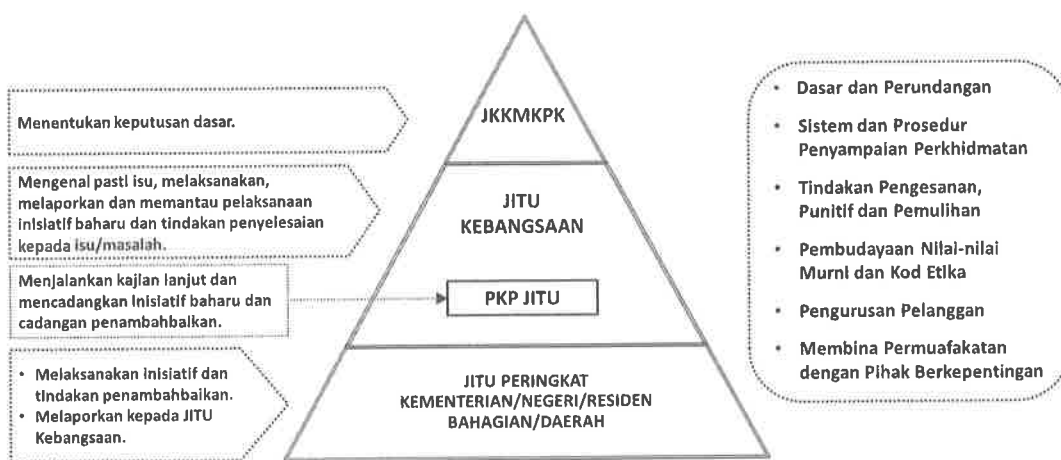 Menentukan keputusan dasar.
Mengenal pasti isu, melaksanakan,
melaporkan dan memantau pelaksanaan
inisiatif baharu dan tindakan penyelesaian
kepada isu/masalah.
Menjalankan kajian lanjut dan
mencadangkan inisiatif baharu dan
cadangan penambahbaikan.
• Melaksanakan inisiatif dan
tindakan penambahbaikan.
• Melaporkan kepada JITU
Kebangsaan.
JKKMKPK
JITU
KEBANGSAAN
PKP JITU
JITU PERINGKAT
KEMENTERIAN/NEGERI/RESIDEN
BAHAGIAN/DAERAH
• Dasar dan Perundangan
• Sistem dan Prosedur
Penyampaian Perkhidmatan
• Tindakan Pengesanan,
Punitif dan Pemulihan
• Pembudayaan Nilai-nilai
Murni dan Kod Etika
• Pengurusan Pelanggan
• Membina Permuafakatan
dengan Pihak Berkepentingan